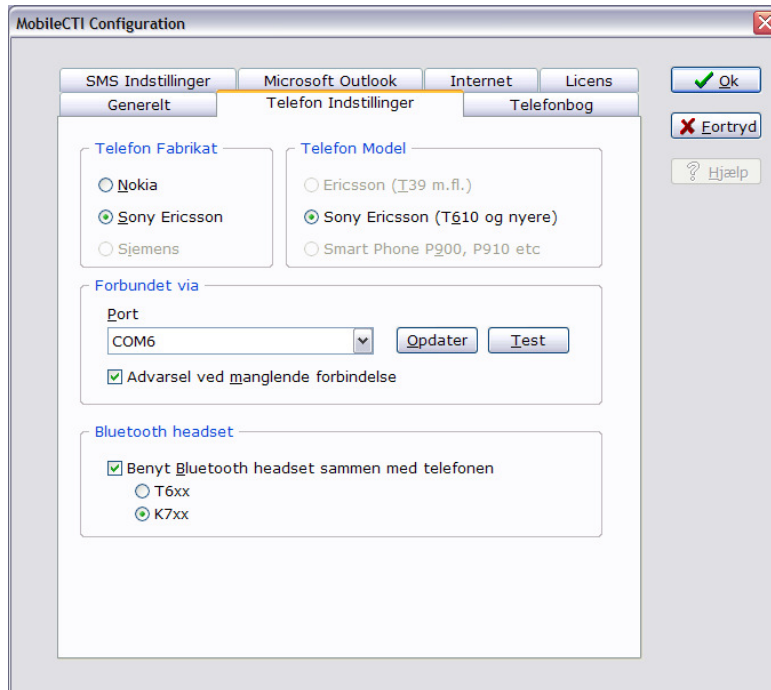 MobileCTI Configuration
SMS Indstillinger Microsoft Outlook Internet Licens
Generelt Telefon Indstillinger Telefonbog
Ok
Fortryd
Hjælp
Telefon Fabrikat
Nokia
Sony Ericsson
Siemens
Telefon Model
Ericsson (T39 m.fl.)
Sony Ericsson (T610 og nyere)
Smart Phone P900, P910 etc
Forbundet via
Port
COM6 Opdater Test
Advarsel ved manglende forbindelse
Bluetooth headset
Benyt Bluetooth headset sammen med telefonen
T6xx
K7xx